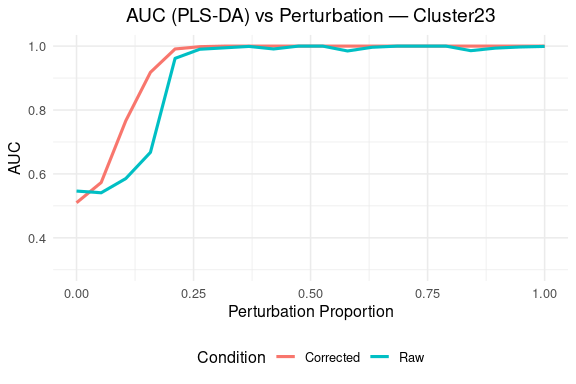 AUC (PLS-DA) vs Perturbation — Cluster23
AUC
1.0
0.8
0.6
0.4
0.00 0.25 0.50 0.75 1.00
Perturbation Proportion
Condition Corrected Raw